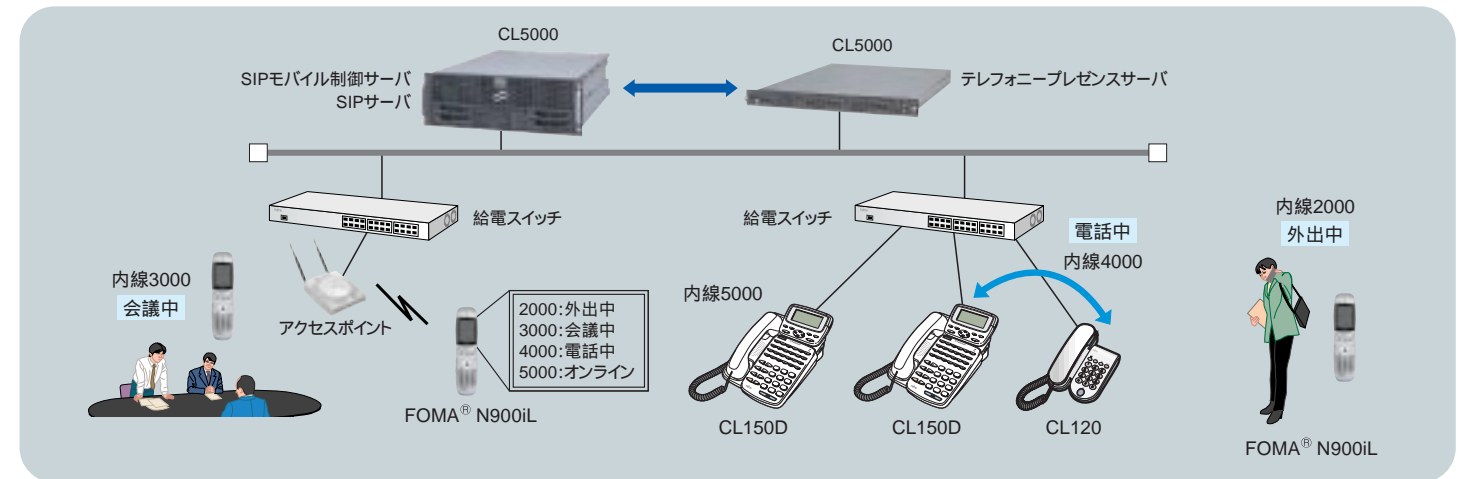 CL5000
CL5000
SIPモバイル制御サーバ
SIPサーバ
テレフォニープレゼンスサーバ
給電スイッチ
給電スイッチ
内線3000
会議中
アクセスポイント
2000:外出中
3000:会議中
4000:電話中
5000:オンライン
FOMA® N900iL
内線5000
電話中
内線4000
CL150D
CL150D
CL120
内線2000
外出中
FOMA® N900iL